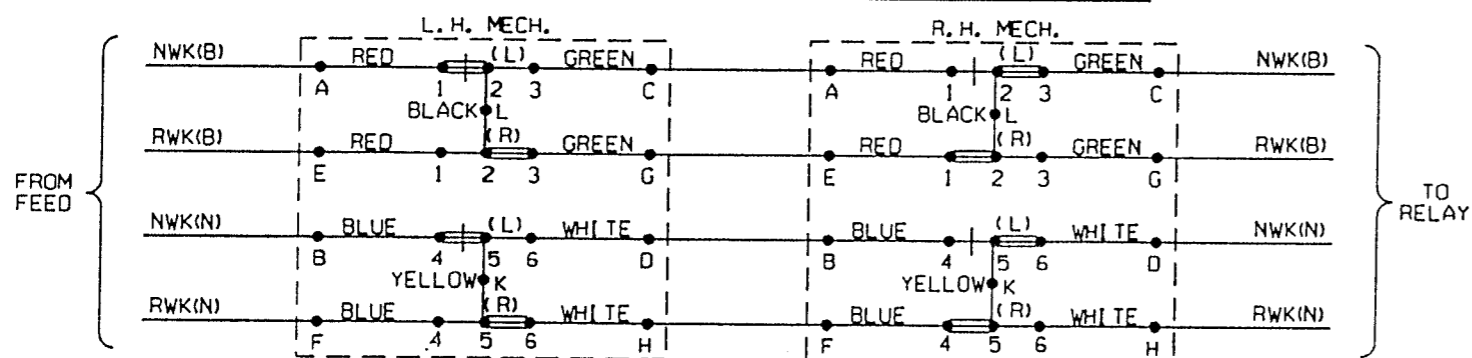 L. H. MECH.
R. H. MECH.
NWK(B) RED (L) GREEN RED (L) GREEN NWK(B)
A 1 2 3 C A 1 2 3 C
BLACK L BLACK L
RWK(B) RED (R) GREEN RED (R) GREEN RWK(B)
E 1 2 3 G E 1 2 3 G
FROM
FEED
TO
RELAY
NWK(N) BLUE (L) WHITE BLUE (L) WHITE NWK(N)
B 4 5 6 D B 4 5 6 D
YELLOW K YELLOW K
RWK(N) BLUE (R) WHITE BLUE (R) WHITE RWK(N)
F 4 5 6 H F 4 5 6 H